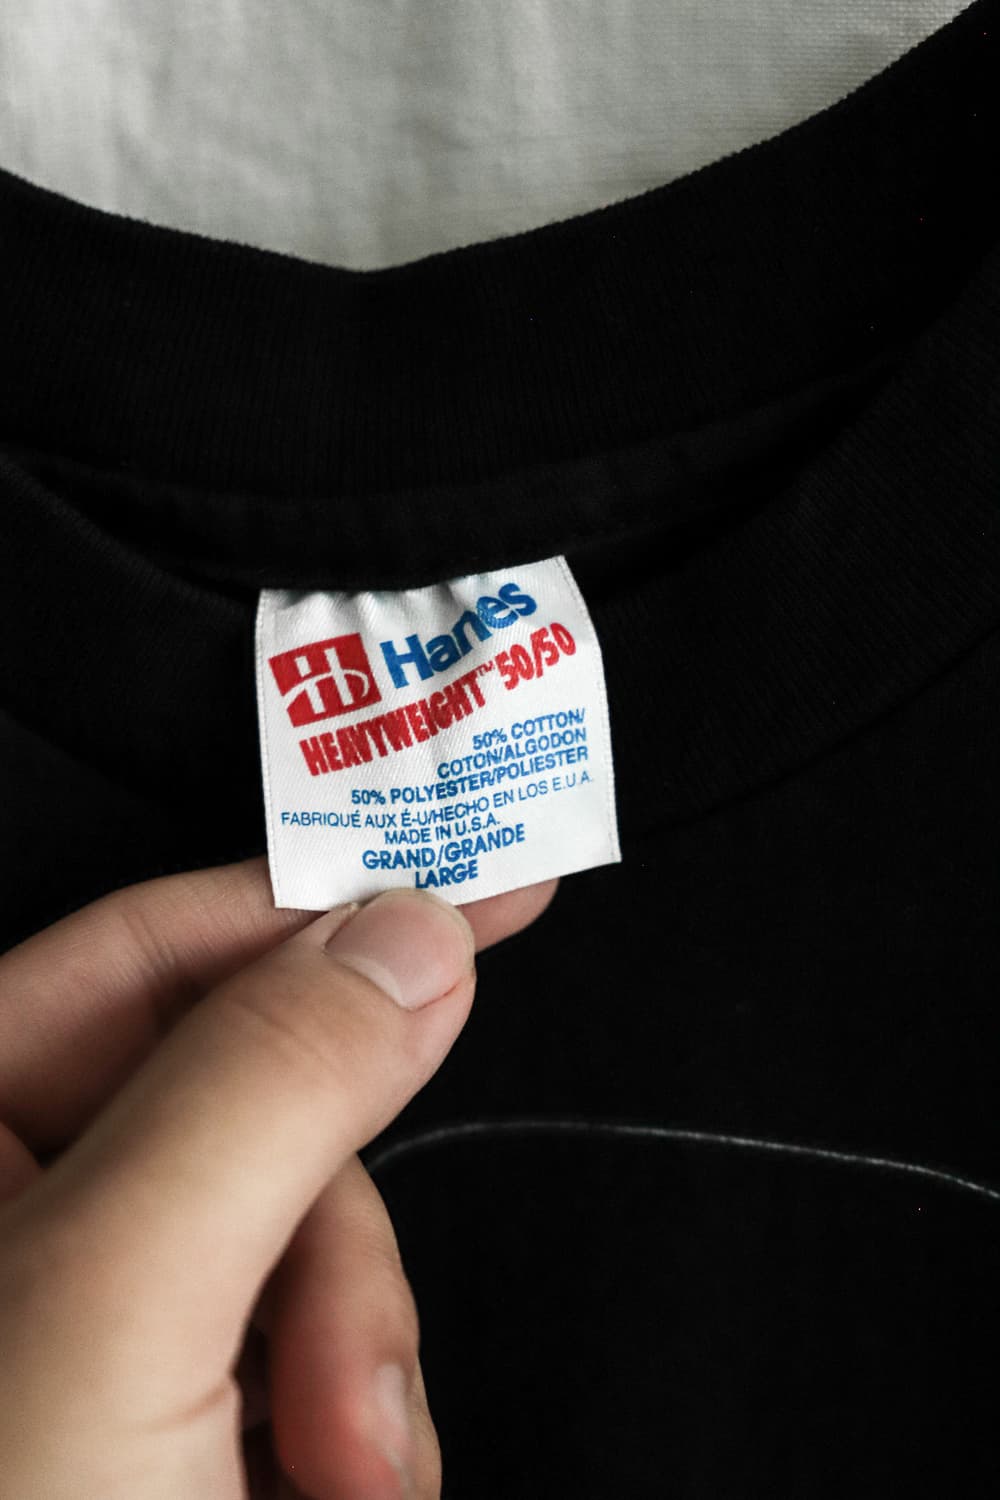 Hanes
HEAVYWEIGHT™ 50/50
50% COTTON/
COTON/ALGODON
50% POLYESTER/POLIESTER
FABRIQUÉ AUX É-U/HECHO EN LOS E.U.A.
MADE IN U.S.A.
GRAND/GRANDE
LARGE